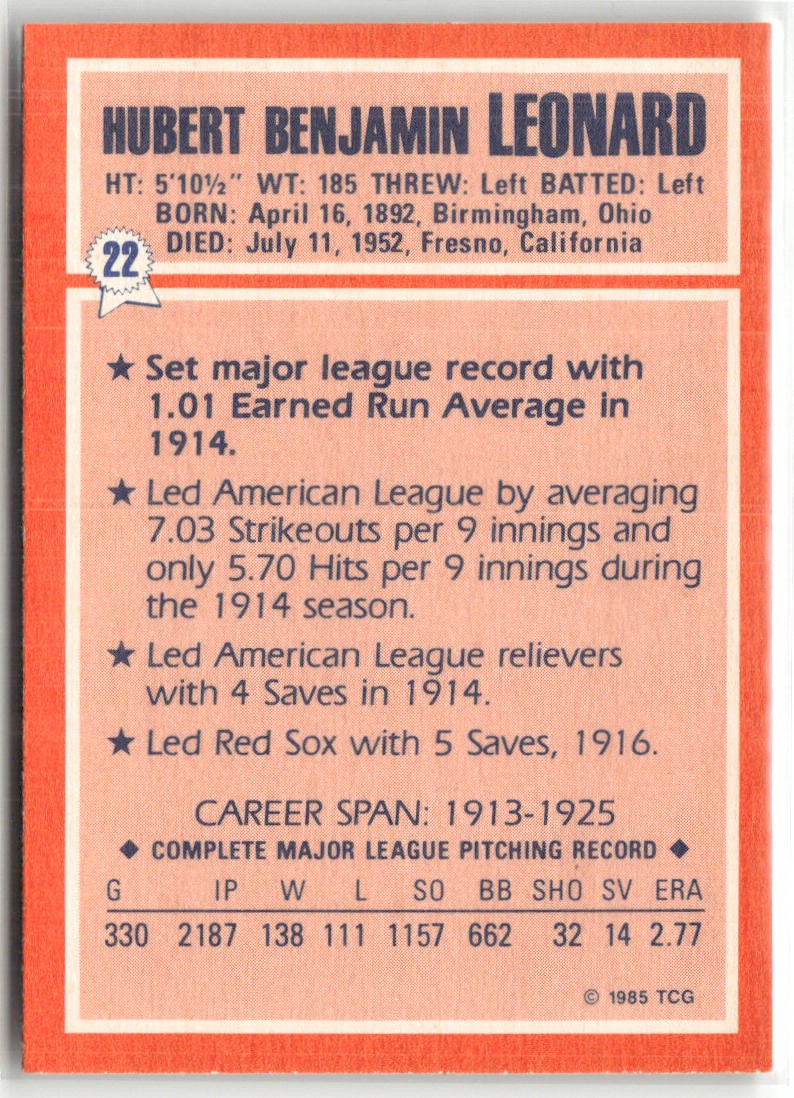 HUBERT BENJAMIN LEONARD
HT: 5'10½" WT: 185 THREW: Left BATTED: Left
BORN: April 16, 1892, Birmingham, Ohio
DIED: July 11, 1952, Fresno, California
22
★ Set major league record with
1.01 Earned Run Average in
1914.
★ Led American League by averaging
7.03 Strikeouts per 9 innings and
only 5.70 Hits per 9 innings during
the 1914 season.
★ Led American League relievers
with 4 Saves in 1914.
★ Led Red Sox with 5 Saves, 1916.
CAREER SPAN: 1913-1925
◆ COMPLETE MAJOR LEAGUE PITCHING RECORD ◆
G IP W L SO BB SHO SV ERA
330 2187 138 111 1157 662 32 14 2.77
© 1985 TCG